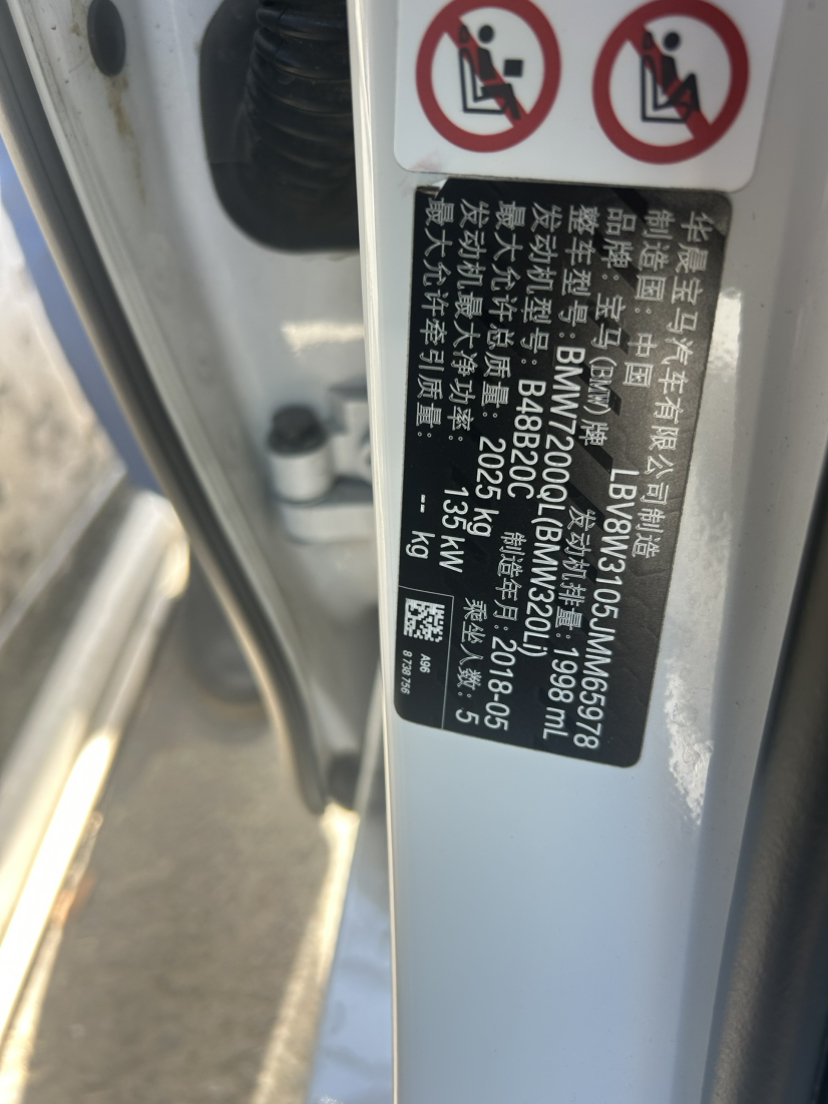 华晨宝马汽车有限公司制造
制造国：中国 LBV8W3105JMM65978
品牌：宝马(BMW)牌 发动机排量：1998 mL
整车型号：BMW7200QL(BMW320Li)
发动机型号：B48B20C 制造年月：2018-05
最大允许总质量：2025 kg 乘坐人数：5
发动机最大净功率：135 kW
最大允许牵引质量：-- kg
A96
8 738 756